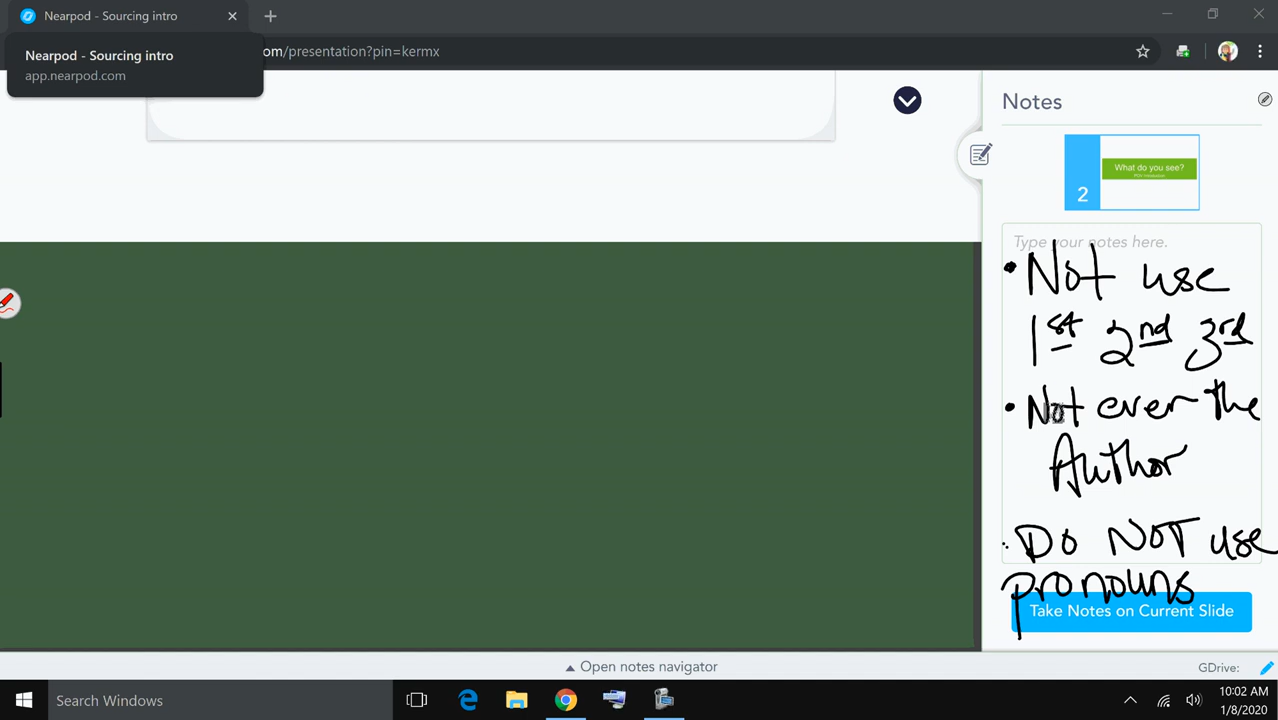 Nearpod - Sourcing intro
Nearpod - Sourcing intro
app.nearpod.com
om/presentation?pin=kermx
Notes
What do you see?
2
Type your notes here.
• Not use
1st 2nd 3rd
• Not ever the
Author
Do NOT use
pronouns
Take Notes on Current Slide
Open notes navigator
GDrive:
Search Windows
10:02 AM
1/8/2020